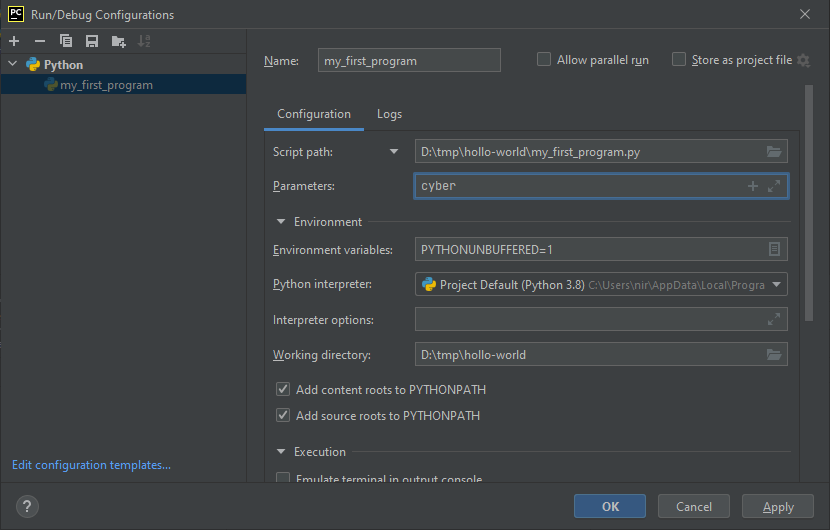 PC Run/Debug Configurations
Python
my_first_program
Edit configuration templates...
Name: my_first_program Allow parallel run Store as project file
Configuration Logs
Script path: D:\tmp\hollo-world\my_first_program.py
Parameters: cyber
Environment
Environment variables: PYTHONUNBUFFERED=1
Python interpreter: Project Default (Python 3.8) C:\Users\nir\AppData\Local\Progra
Interpreter options:
Working directory: D:\tmp\hollo-world
Add content roots to PYTHONPATH
Add source roots to PYTHONPATH
Execution
Emulate terminal in output console
? OK Cancel Apply